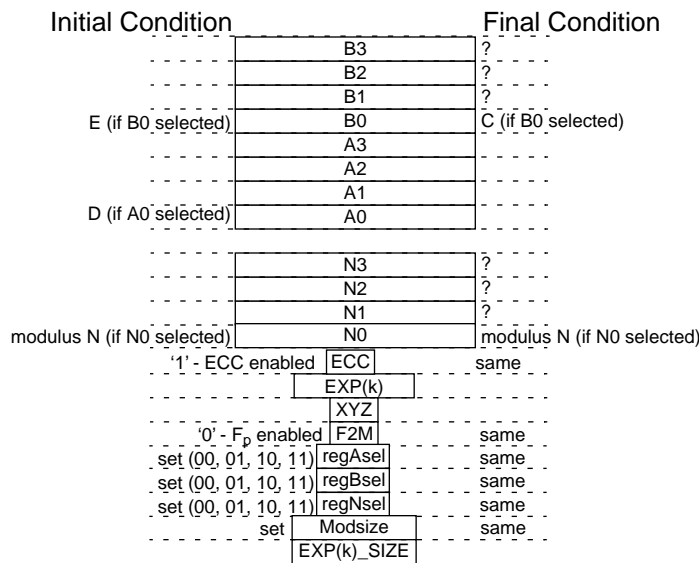 Initial Condition Final Condition
B3 ?
B2 ?
B1 ?
E (if B0 selected) B0 C (if B0 selected)
A3
A2
A1
D (if A0 selected) A0
N3 ?
N2 ?
N1 ?
modulus N (if N0 selected) N0 modulus N (if N0 selected)
‘1’ - ECC enabled ECC same
EXP(k)
XYZ
‘0’ - Fp enabled F2M same
set (00, 01, 10, 11) regAsel same
set (00, 01, 10, 11) regBsel same
set (00, 01, 10, 11) regNsel same
set Modsize same
EXP(k)_SIZE